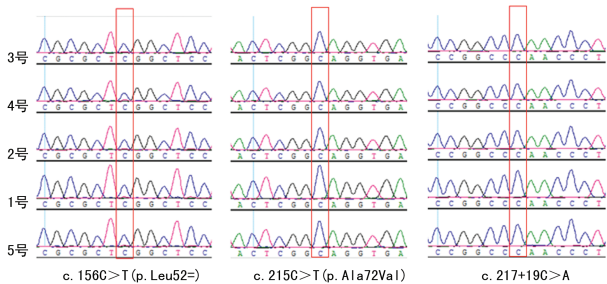 3号 C G C G C T C G G C T C C A C T C G G C A G G T G A C C G G C C C A A C C C T
4号 C G C G C T C G G C T C C A C T C G G C A G G T G A C C G G C C C A A C C C T
2号 C G C G C T C G G C T C C A C T C G G C A G G T G A C C G G C C C A A C C C T
1号 C G C G C T C G G C T C C A C T C G G C A G G T G A C C G G C C C A A C C C T
5号 C G C G C T C G G C T C C A C T C G G C A G G T G A C C G G C C C A A C C C T
c. 156C＞T(p.Leu52=) c. 215C＞T(p.Ala72Val) c. 217+19C＞A